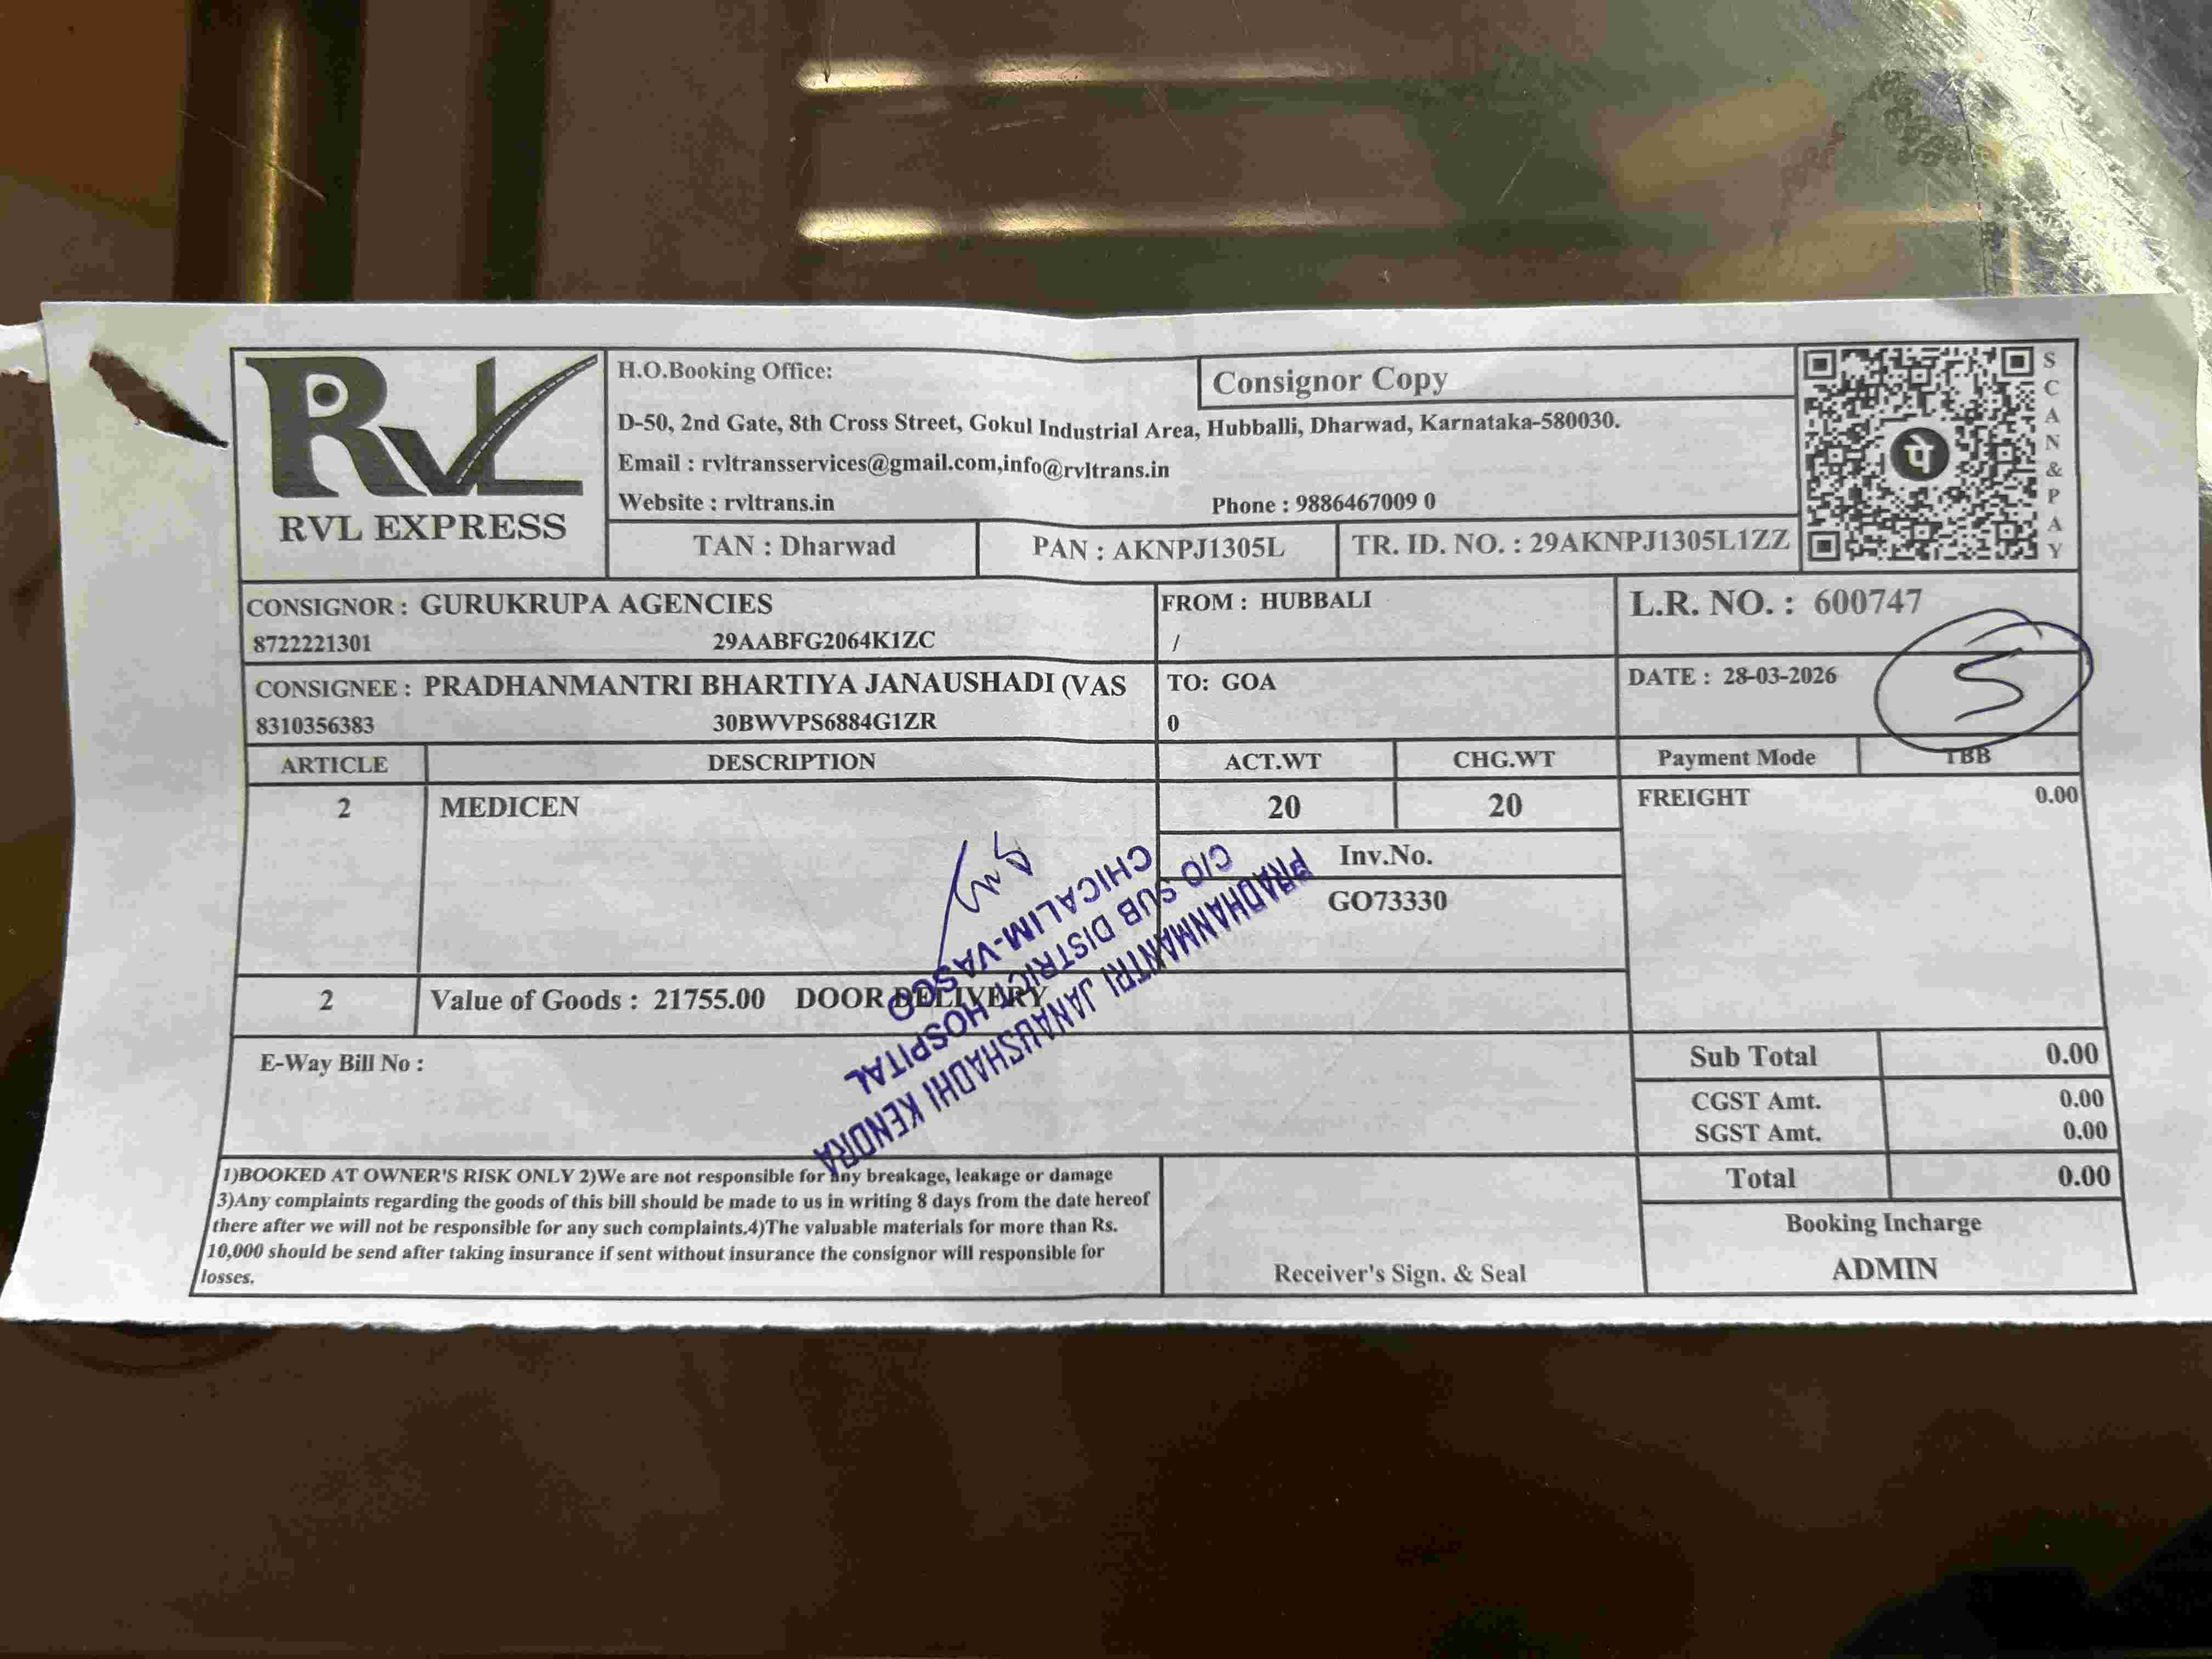 RVL
RVL EXPRESS
H.O.Booking Office:
Consignor Copy
D-50, 2nd Gate, 8th Cross Street, Gokul Industrial Area, Hubballi, Dharwad, Karnataka-580030.
Email : rvltransservices@gmail.com,info@rvltrans.in
Website : rvltrans.in Phone : 9886467009 0
TAN : Dharwad PAN : AKNPJ1305L TR. ID. NO. : 29AKNPJ1305L1ZZ
पे
SCAN & PAY
CONSIGNOR : GURUKRUPA AGENCIES FROM : HUBBALI L.R. NO. : 600747
8722221301 29AABFG2064K1ZC /
CONSIGNEE : PRADHANMANTRI BHARTIYA JANAUSHADI (VAS TO: GOA DATE : 28-03-2026
5
8310356383 30BWVPS6884G1ZR 0
ARTICLE DESCRIPTION ACT.WT CHG.WT Payment Mode TBB
2 MEDICEN 20 20 FREIGHT 0.00
Inv.No.
GO73330
2 Value of Goods : 21755.00 DOOR DELIVERY
PRADHANMANTRI JANAUSHADHI KENDRA
C/O SUB DISTRICT HOSPITAL
CHICALIM-VASCO
E-Way Bill No :
Sub Total 0.00
CGST Amt. 0.00
SGST Amt. 0.00
Total 0.00
1)BOOKED AT OWNER'S RISK ONLY 2)We are not responsible for any breakage, leakage or damage
3)Any complaints regarding the goods of this bill should be made to us in writing 8 days from the date hereof
there after we will not be responsible for any such complaints.4)The valuable materials for more than Rs.
10,000 should be send after taking insurance if sent without insurance the consignor will responsible for
losses.
Receiver's Sign. & Seal
Booking Incharge
ADMIN